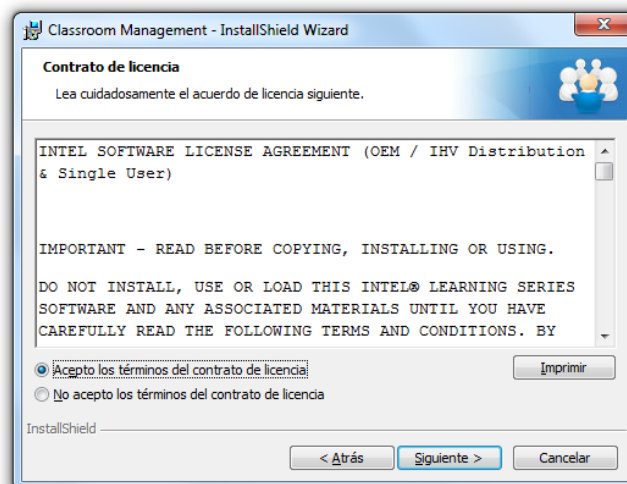 Classroom Management - InstallShield Wizard
Contrato de licencia
Lea cuidadosamente el acuerdo de licencia siguiente.
INTEL SOFTWARE LICENSE AGREEMENT (OEM / IHV Distribution
& Single User)
IMPORTANT - READ BEFORE COPYING, INSTALLING OR USING.
DO NOT INSTALL, USE OR LOAD THIS INTEL® LEARNING SERIES
SOFTWARE AND ANY ASSOCIATED MATERIALS UNTIL YOU HAVE
CAREFULLY READ THE FOLLOWING TERMS AND CONDITIONS. BY
Acepto los términos del contrato de licencia
Imprimir
No acepto los términos del contrato de licencia
InstallShield
< Atrás
Siguiente >
Cancelar